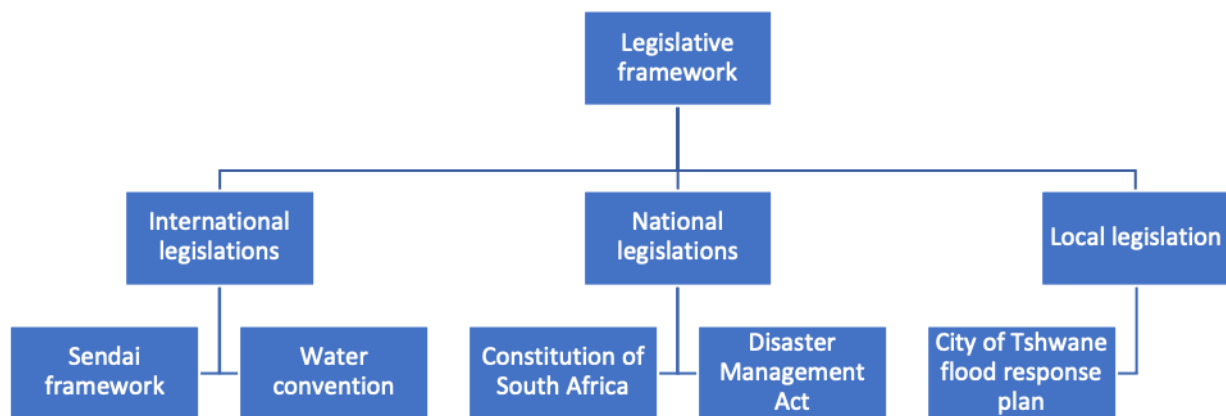 Legislative
framework
International
legislations
National
legislations
Local legislation
Sendai
framework
Water
convention
Constitution of
South Africa
Disaster
Management
Act
City of Tshwane
flood response
plan